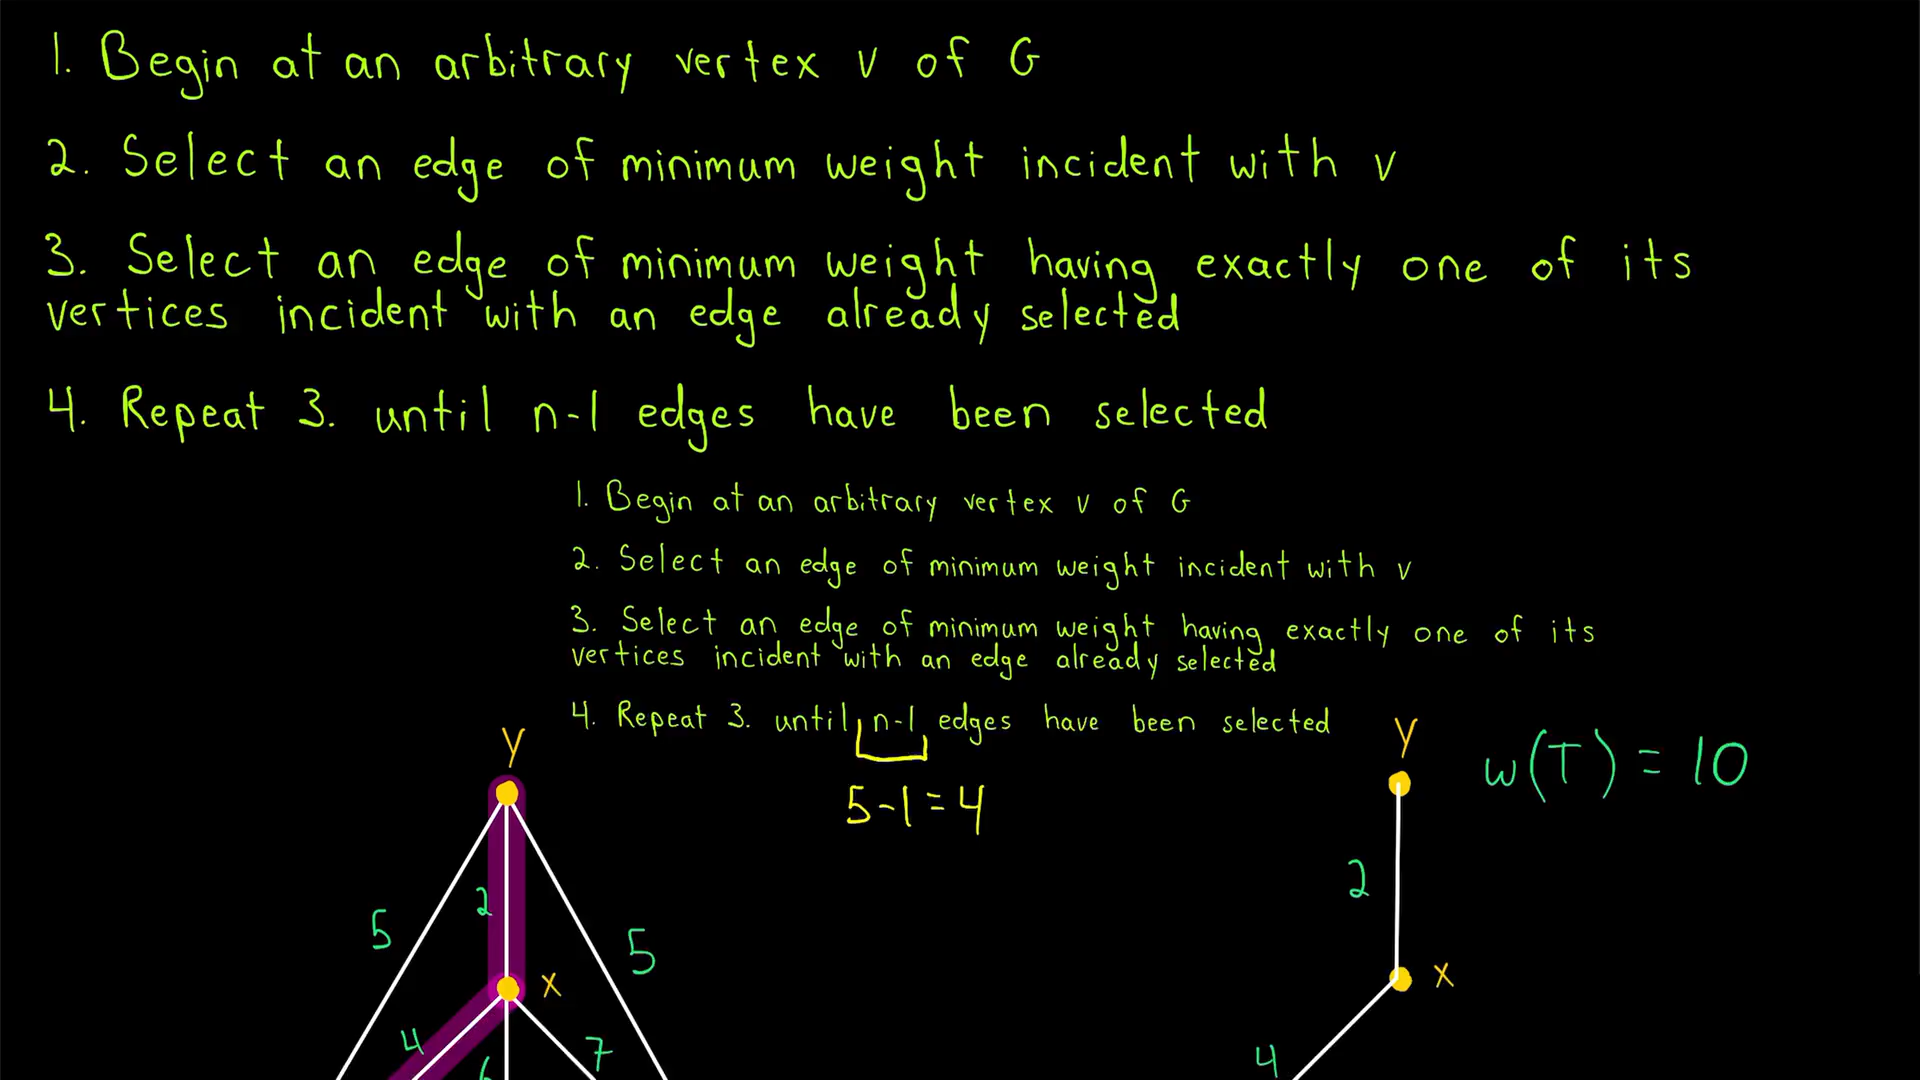 1. Begin at an arbitrary vertex v of G
2. Select an edge of minimum weight incident with v
3. Select an edge of minimum weight having exactly one of its
vertices incident with an edge already selected
4. Repeat 3. until n-1 edges have been selected
1. Begin at an arbitrary vertex v of G
2. Select an edge of minimum weight incident with v
3. Select an edge of minimum weight having exactly one of its
vertices incident with an edge already selected
4. Repeat 3. until n-1 edges have been selected
5-1=4
y
5
2
5
x
4
7
y
w(T)=10
2
x
4